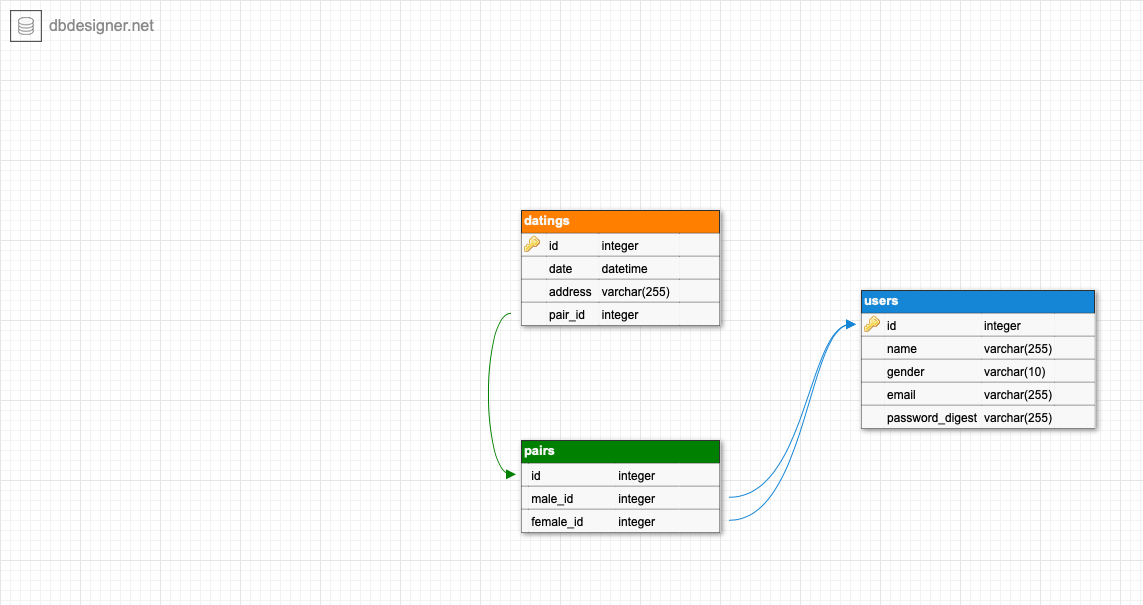 dbdesigner.net
datings
id integer
date datetime
address varchar(255)
pair_id integer
users
id integer
name varchar(255)
gender varchar(10)
email varchar(255)
password_digest varchar(255)
pairs
id integer
male_id integer
female_id integer